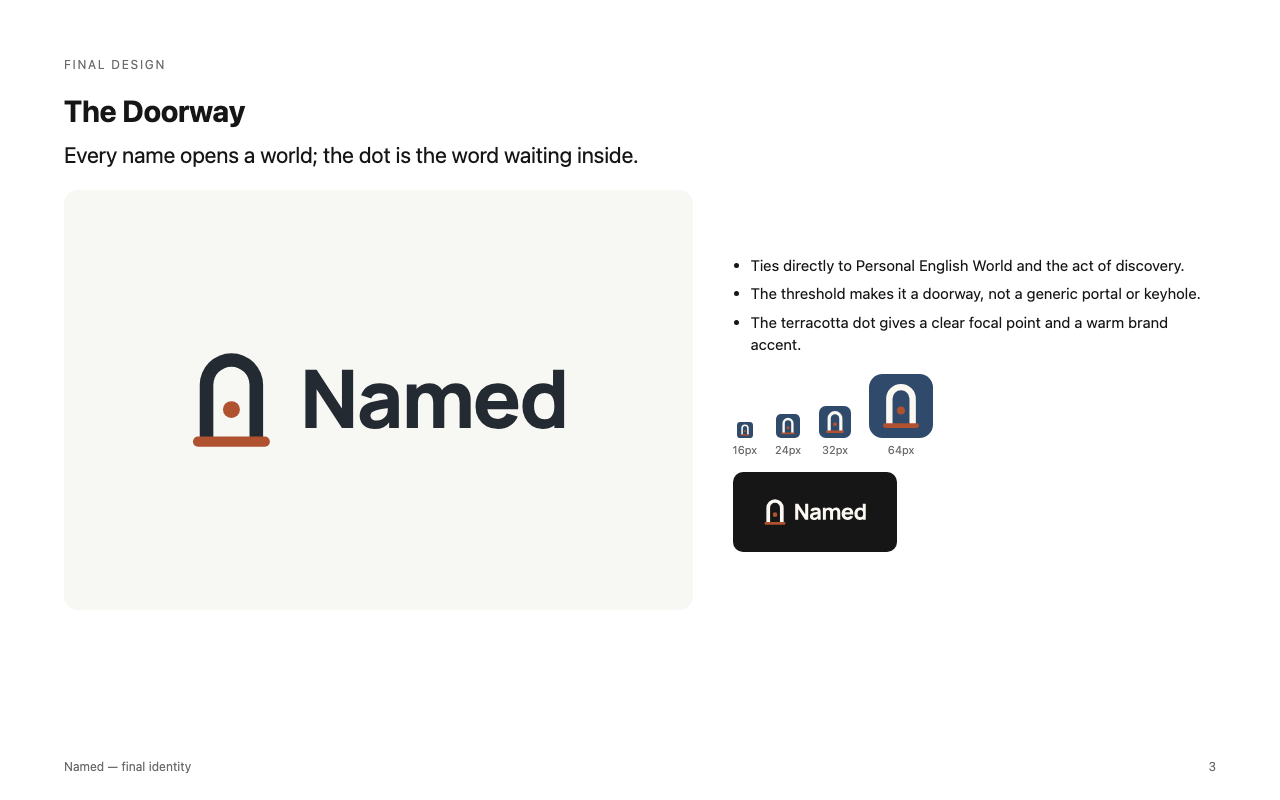 FINAL DESIGN
The Doorway
Every name opens a world; the dot is the word waiting inside.
Named
• Ties directly to Personal English World and the act of discovery.
• The threshold makes it a doorway, not a generic portal or keyhole.
• The terracotta dot gives a clear focal point and a warm brand
accent.
16px 24px 32px 64px
Named
Named — final identity
3